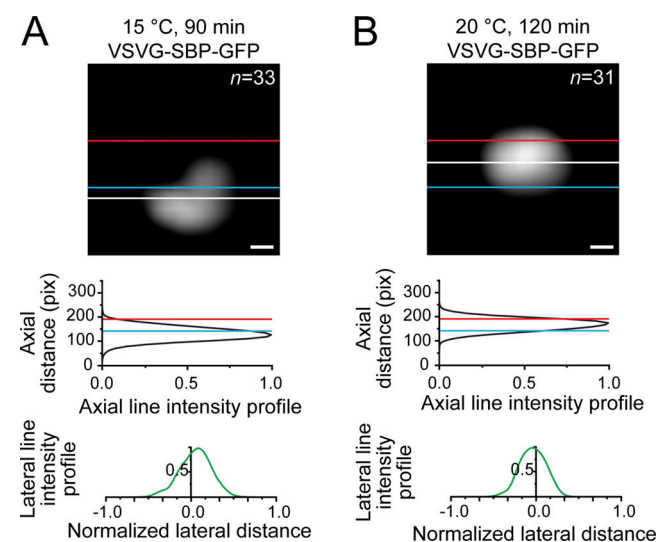 A
15 °C, 90 min
VSVG-SBP-GFP
n=33
Axial
distance (pix)
300
200
100
0
0.0 0.5 1.0
Axial line intensity profile
Lateral line
intensity
profile
0.5
-1.0 0.0 1.0
Normalized lateral distance
B
20 °C, 120 min
VSVG-SBP-GFP
n=31
Axial
distance (pix)
300
200
100
0
0.0 0.5 1.0
Axial line intensity profile
Lateral line
intensity
profile
0.5
-1.0 0.0 1.0
Normalized lateral distance